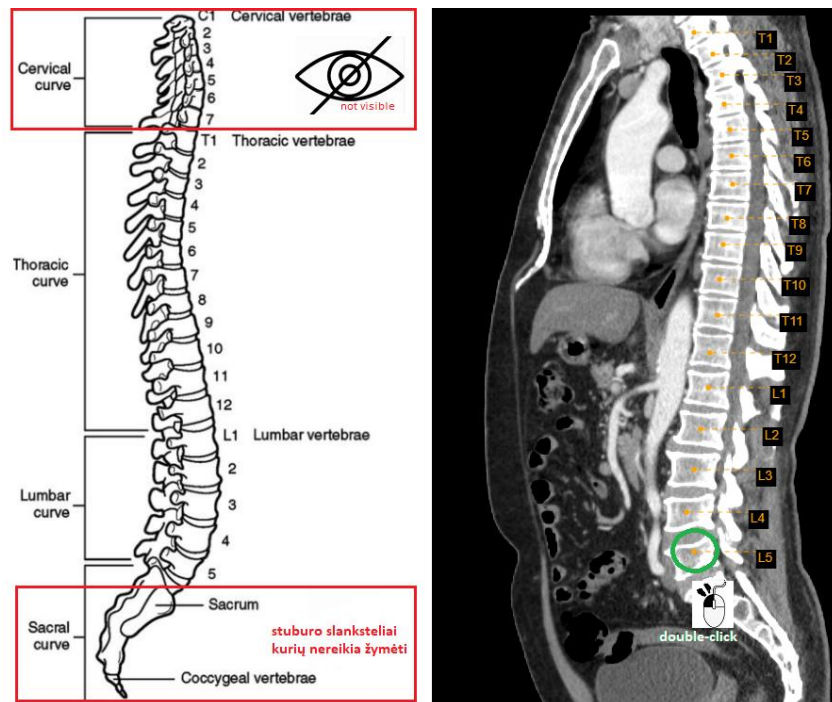 C1 Cervical vertebrae
2
3
4
5
6
7
Cervical
curve
not visible
T1 Thoracic vertebrae
2
3
4
5
6
7
8
9
10
11
12
Thoracic
curve
L1 Lumbar vertebrae
2
3
4
5
Lumbar
curve
Sacrum
Sacral
curve
stuburo slanksteliai
kurių nereikia žymėti
Coccygeal vertebrae
T1
T2
T3
T4
T5
T6
T7
T8
T9
T10
T11
T12
L1
L2
L3
L4
L5
double-click